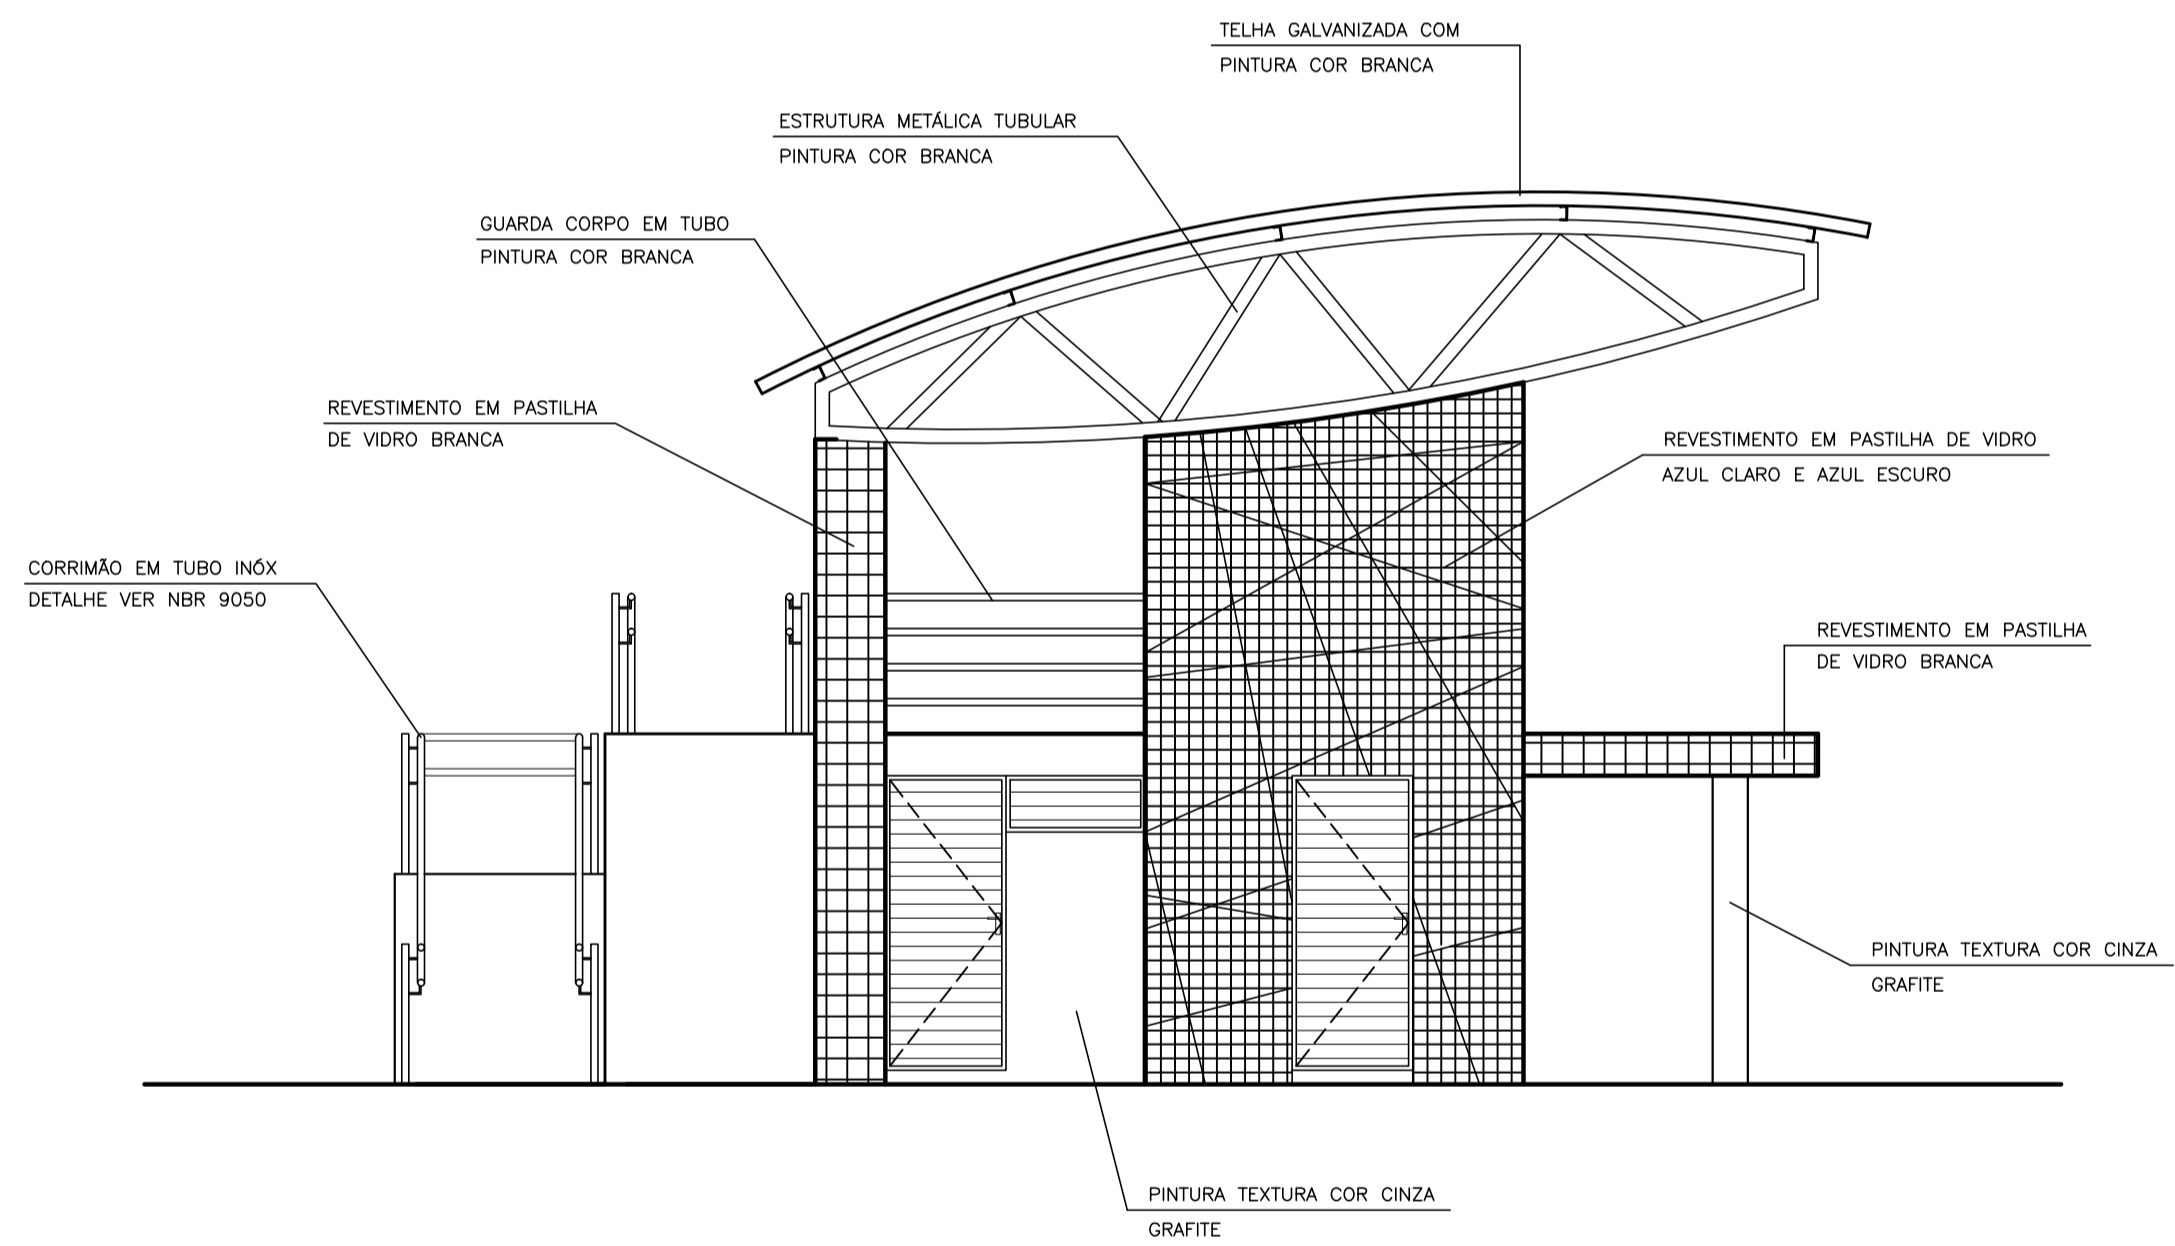 TELHA GALVANIZADA COM
PINTURA COR BRANCA
ESTRUTURA METÁLICA TUBULAR
PINTURA COR BRANCA
GUARDA CORPO EM TUBO
PINTURA COR BRANCA
REVESTIMENTO EM PASTILHA
DE VIDRO BRANCA
REVESTIMENTO EM PASTILHA DE VIDRO
AZUL CLARO E AZUL ESCURO
CORRIMÃO EM TUBO INÓX
DETALHE VER NBR 9050
REVESTIMENTO EM PASTILHA
DE VIDRO BRANCA
PINTURA TEXTURA COR CINZA
GRAFITE
PINTURA TEXTURA COR CINZA
GRAFITE